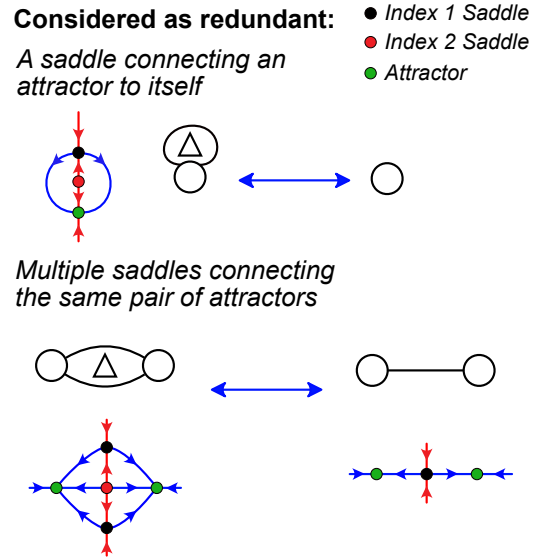 Considered as redundant:
Index 1 Saddle
Index 2 Saddle
Attractor
A saddle connecting an
attractor to itself
Multiple saddles connecting
the same pair of attractors